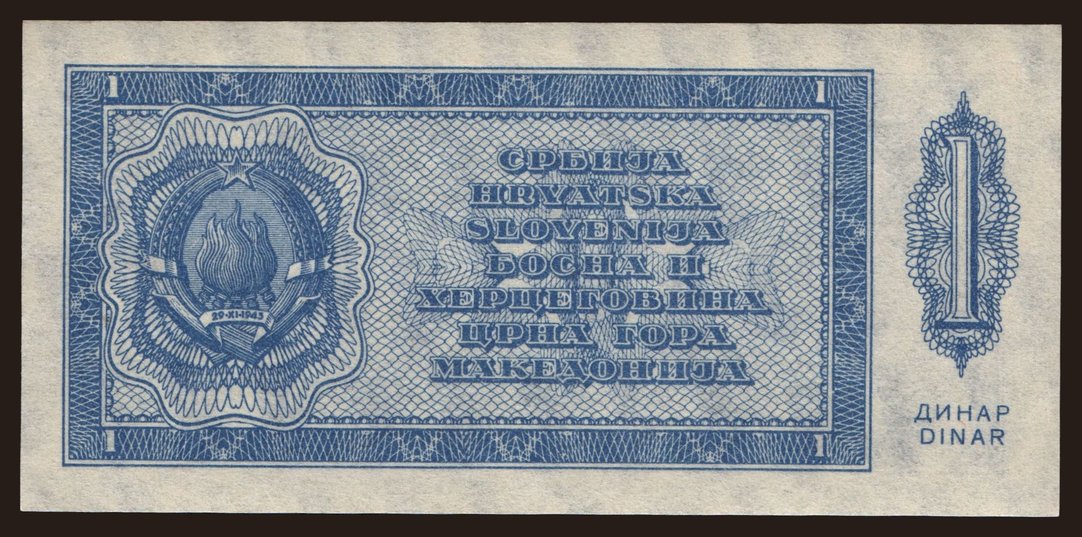 1 1
СРБИЈА
HRVATSKA
SLOVENIJA
БОСНА И
ХЕРЦЕГОВИНА
ЦРНА ГОРА
МАКЕДОНИЈА
29·XI·1943
1
ДИНАР
DINAR
1 1